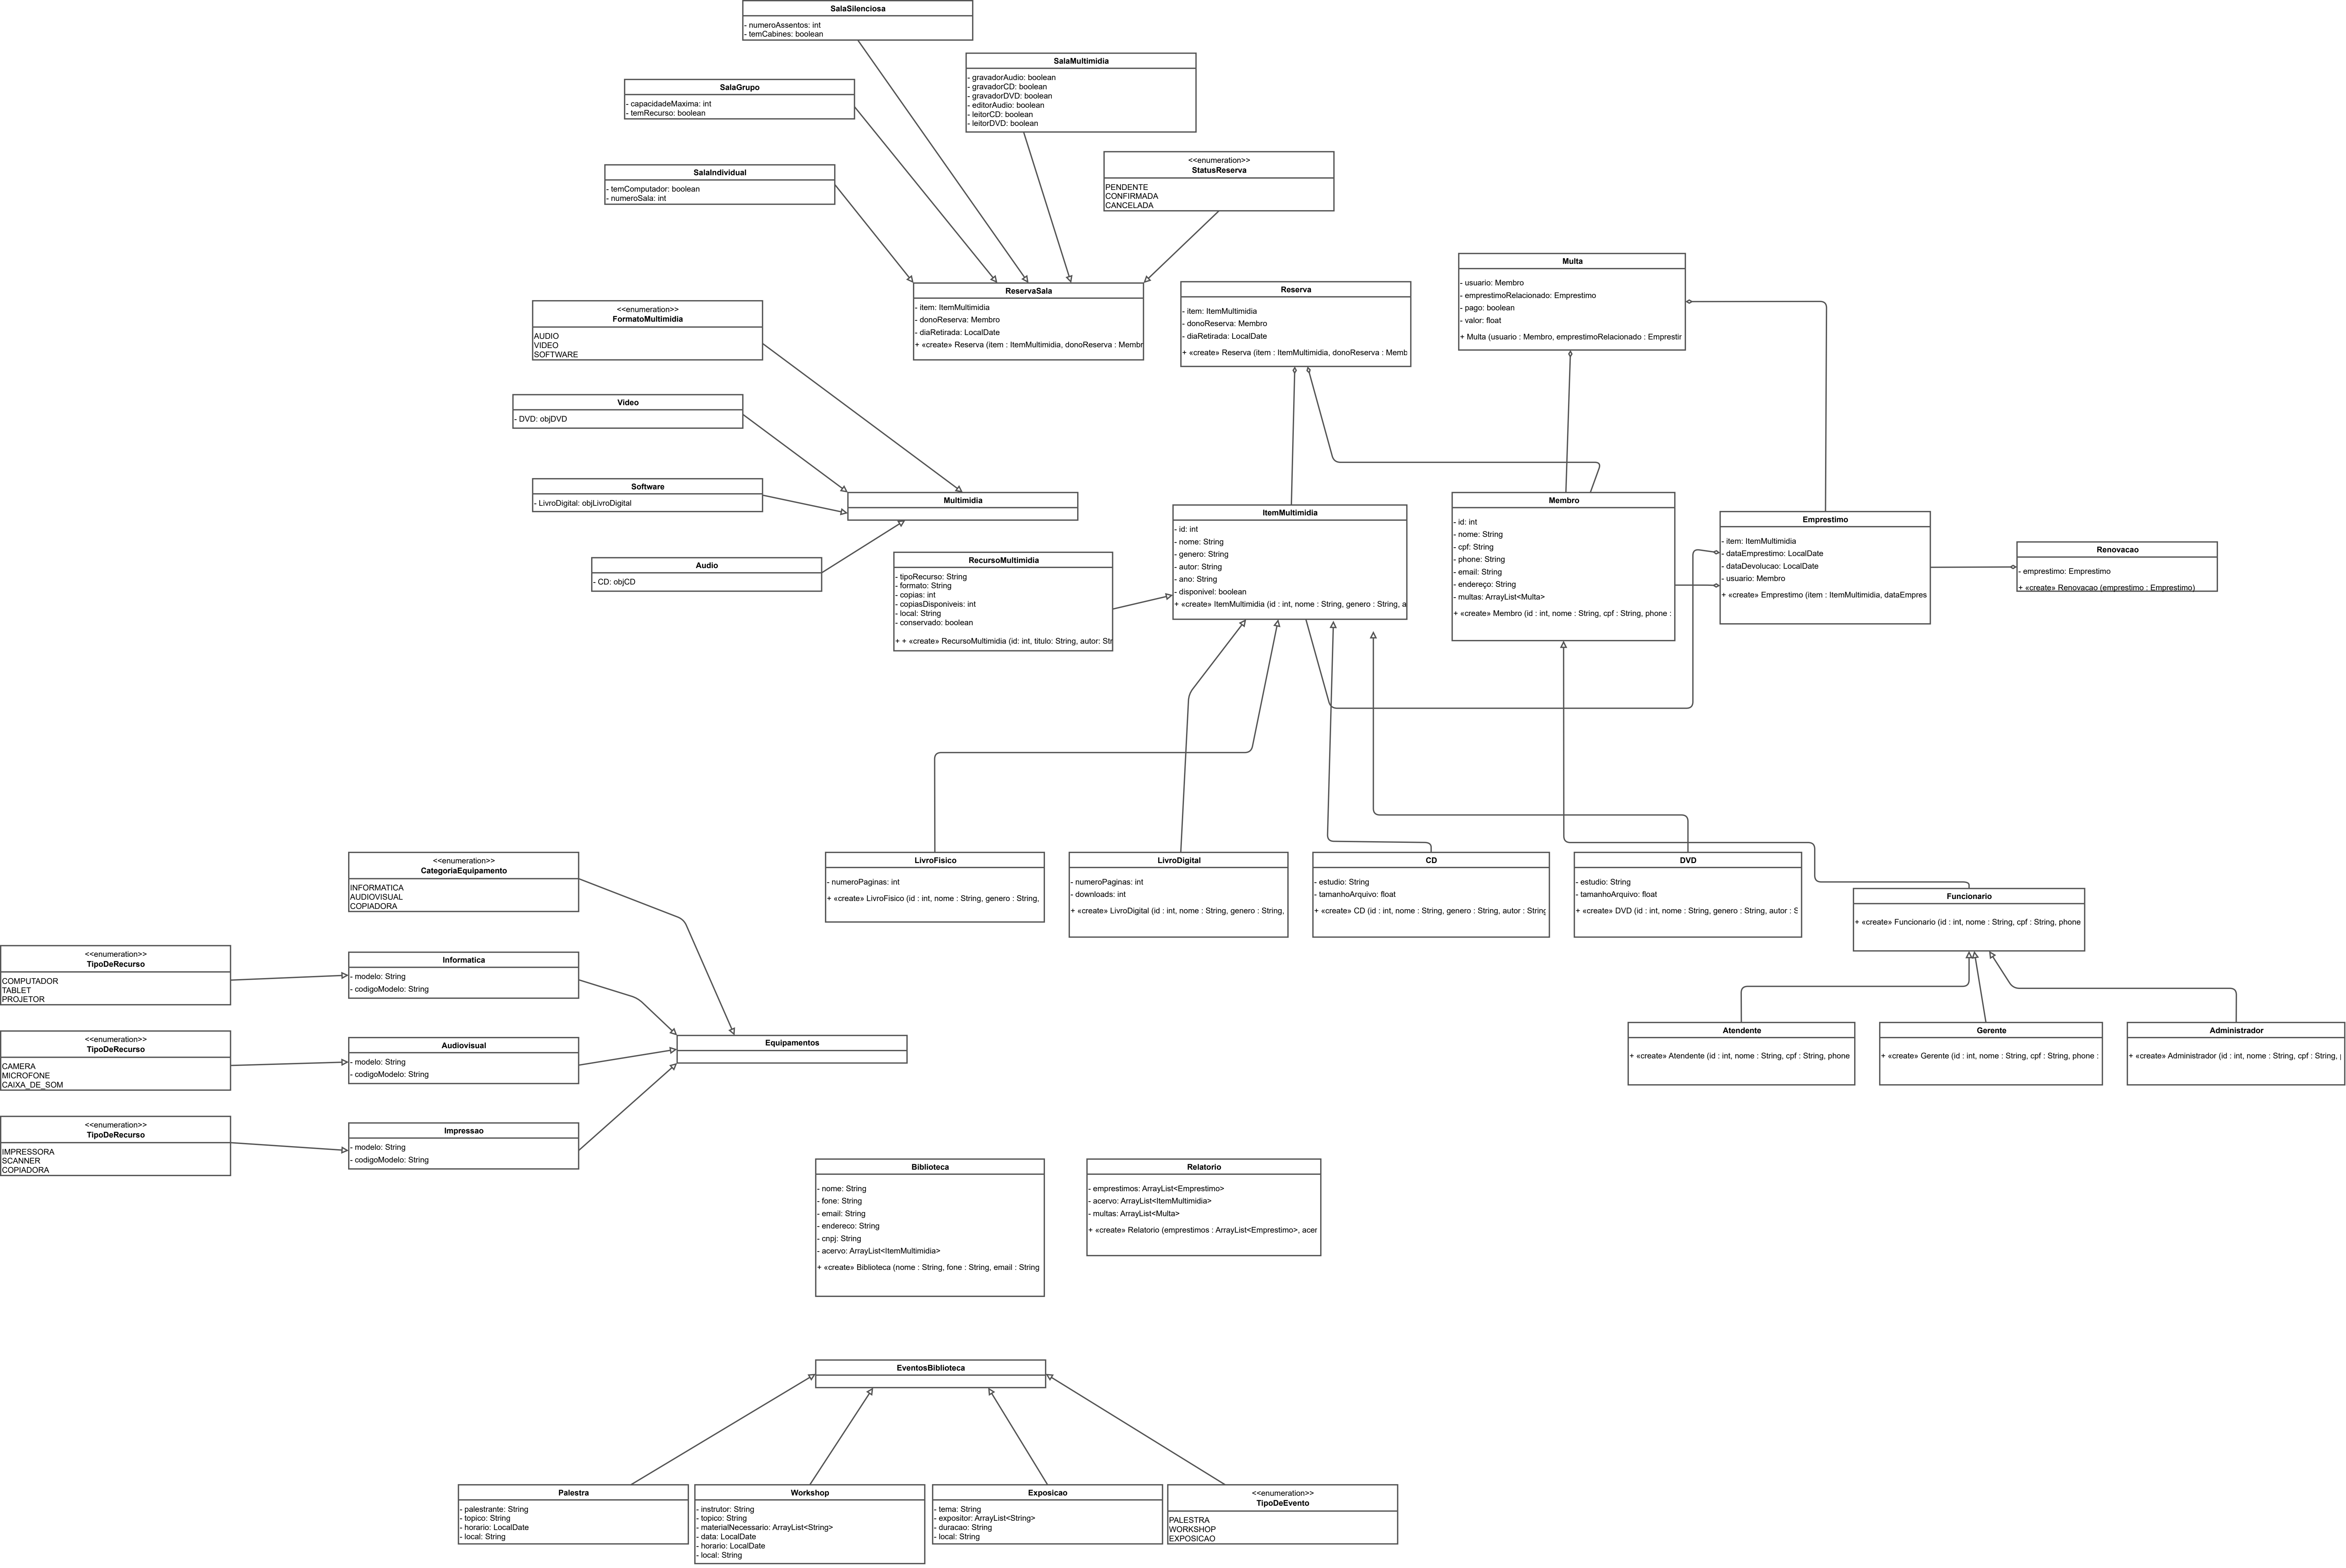 SalaSilenciosa
- numeroAssentos: int
- temCabines: boolean
SalaMultimidia
- gravadorAudio: boolean
- gravadorCD: boolean
- gravadorDVD: boolean
- editorAudio: boolean
- leitorCD: boolean
- leitorDVD: boolean
SalaGrupo
- capacidadeMaxima: int
- temRecurso: boolean
SalaIndividual
- temComputador: boolean
- numeroSala: int
<<enumeration>>
StatusReserva
PENDENTE
CONFIRMADA
CANCELADA
ReservaSala
- item: ItemMultimidia
- donoReserva: Membro
- diaRetirada: LocalDate
+ «create» Reserva (item : ItemMultimidia, donoReserva : Membr
Reserva
- item: ItemMultimidia
- donoReserva: Membro
- diaRetirada: LocalDate
+ «create» Reserva (item : ItemMultimidia, donoReserva : Memb
Multa
- usuario: Membro
- emprestimoRelacionado: Emprestimo
- pago: boolean
- valor: float
+ Multa (usuario : Membro, emprestimoRelacionado : Emprestir
<<enumeration>>
FormatoMultimidia
AUDIO
VIDEO
SOFTWARE
Video
- DVD: objDVD
Software
- LivroDigital: objLivroDigital
Audio
- CD: objCD
Multimidia
RecursoMultimidia
- tipoRecurso: String
- formato: String
- copias: int
- copiasDisponiveis: int
- local: String
- conservado: boolean
+ + «create» RecursoMultimidia (id: int, titulo: String, autor: Str
ItemMultimidia
- id: int
- nome: String
- genero: String
- autor: String
- ano: String
- disponivel: boolean
+ «create» ItemMultimidia (id : int, nome : String, genero : String, a
Membro
- id: int
- nome: String
- cpf: String
- phone: String
- email: String
- endereço: String
- multas: ArrayList<Multa>
+ «create» Membro (id : int, nome : String, cpf : String, phone :
Emprestimo
- item: ItemMultimidia
- dataEmprestimo: LocalDate
- dataDevolucao: LocalDate
- usuario: Membro
+ «create» Emprestimo (item : ItemMultimidia, dataEmpres
Renovacao
- emprestimo: Emprestimo
+ «create» Renovacao (emprestimo : Emprestimo)
LivroFisico
- numeroPaginas: int
+ «create» LivroFisico (id : int, nome : String, genero : String,
LivroDigital
- numeroPaginas: int
- downloads: int
+ «create» LivroDigital (id : int, nome : String, genero : String,
CD
- estudio: String
- tamanhoArquivo: float
+ «create» CD (id : int, nome : String, genero : String, autor : String
DVD
- estudio: String
- tamanhoArquivo: float
+ «create» DVD (id : int, nome : String, genero : String, autor : S
Funcionario
+ «create» Funcionario (id : int, nome : String, cpf : String, phone
Atendente
+ «create» Atendente (id : int, nome : String, cpf : String, phone
Gerente
+ «create» Gerente (id : int, nome : String, cpf : String, phone :
Administrador
+ «create» Administrador (id : int, nome : String, cpf : String,
<<enumeration>>
CategoriaEquipamento
INFORMATICA
AUDIOVISUAL
COPIADORA
<<enumeration>>
TipoDeRecurso
COMPUTADOR
TABLET
PROJETOR
Informatica
- modelo: String
- codigoModelo: String
<<enumeration>>
TipoDeRecurso
CAMERA
MICROFONE
CAIXA_DE_SOM
Audiovisual
- modelo: String
- codigoModelo: String
Equipamentos
<<enumeration>>
TipoDeRecurso
IMPRESSORA
SCANNER
COPIADORA
Impressao
- modelo: String
- codigoModelo: String
Biblioteca
- nome: String
- fone: String
- email: String
- endereco: String
- cnpj: String
- acervo: ArrayList<ItemMultimidia>
+ «create» Biblioteca (nome : String, fone : String, email : String
Relatorio
- emprestimos: ArrayList<Emprestimo>
- acervo: ArrayList<ItemMultimidia>
- multas: ArrayList<Multa>
+ «create» Relatorio (emprestimos : ArrayList<Emprestimo>, acer
EventosBiblioteca
Palestra
- palestrante: String
- topico: String
- horario: LocalDate
- local: String
Workshop
- instrutor: String
- topico: String
- materialNecessario: ArrayList<String>
- data: LocalDate
- horario: LocalDate
- local: String
Exposicao
- tema: String
- expositor: ArrayList<String>
- duracao: String
- local: String
<<enumeration>>
TipoDeEvento
PALESTRA
WORKSHOP
EXPOSICAO